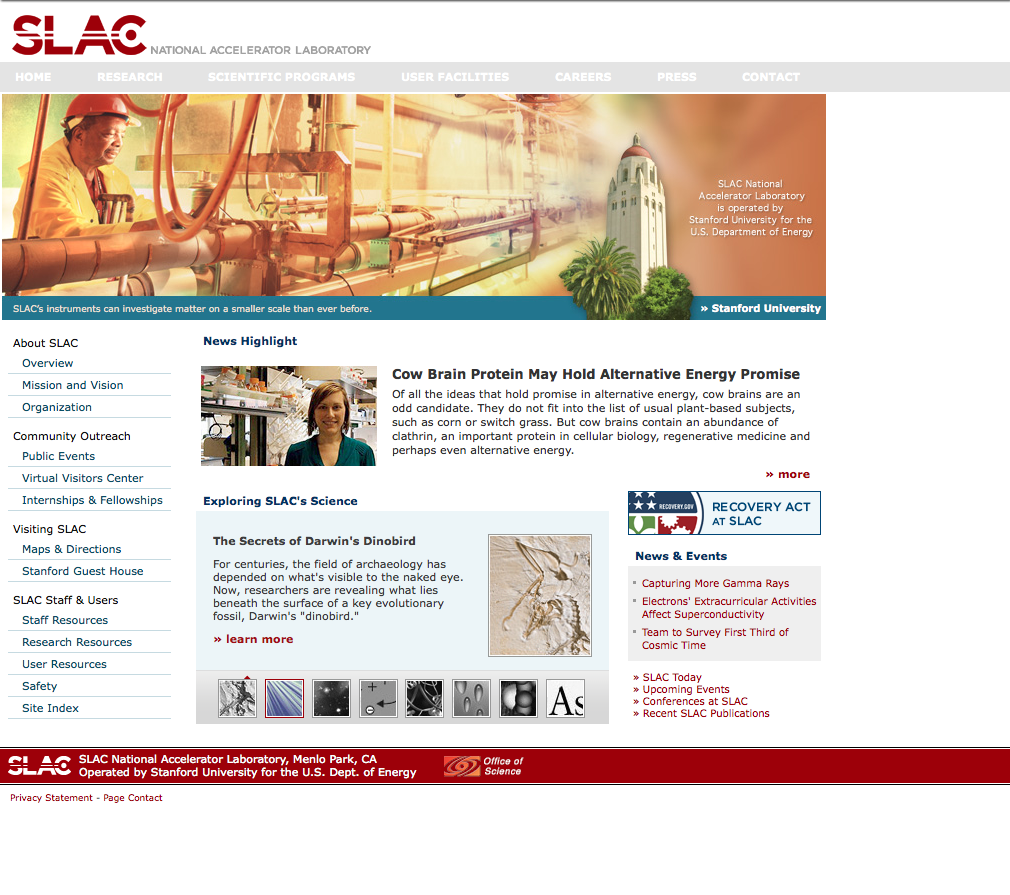 SLAC NATIONAL ACCELERATOR LABORATORY
HOME RESEARCH SCIENTIFIC PROGRAMS USER FACILITIES CAREERS PRESS CONTACT
SLAC National
Accelerator Laboratory
is operated by
Stanford University for the
U.S. Department of Energy
SLAC's instruments can investigate matter on a smaller scale than ever before.
» Stanford University
About SLAC
Overview
Mission and Vision
Organization
Community Outreach
Public Events
Virtual Visitors Center
Internships & Fellowships
Visiting SLAC
Maps & Directions
Stanford Guest House
SLAC Staff & Users
Staff Resources
Research Resources
User Resources
Safety
Site Index
News Highlight
Cow Brain Protein May Hold Alternative Energy Promise
Of all the ideas that hold promise in alternative energy, cow brains are an
odd candidate. They do not fit into the list of usual plant-based subjects,
such as corn or switch grass. But cow brains contain an abundance of
clathrin, an important protein in cellular biology, regenerative medicine and
perhaps even alternative energy.
» more
Exploring SLAC's Science
The Secrets of Darwin's Dinobird
For centuries, the field of archaeology has
depended on what's visible to the naked eye.
Now, researchers are revealing what lies
beneath the surface of a key evolutionary
fossil, Darwin's "dinobird."
» learn more
As
RECOVERY.GOV
RECOVERY ACT
AT SLAC
News & Events
Capturing More Gamma Rays
Electrons' Extracurricular Activities
Affect Superconductivity
Team to Survey First Third of
Cosmic Time
» SLAC Today
» Upcoming Events
» Conferences at SLAC
» Recent SLAC Publications
SLAC
SLAC National Accelerator Laboratory, Menlo Park, CA
Operated by Stanford University for the U.S. Dept. of Energy
Office of
Science
Privacy Statement - Page Contact